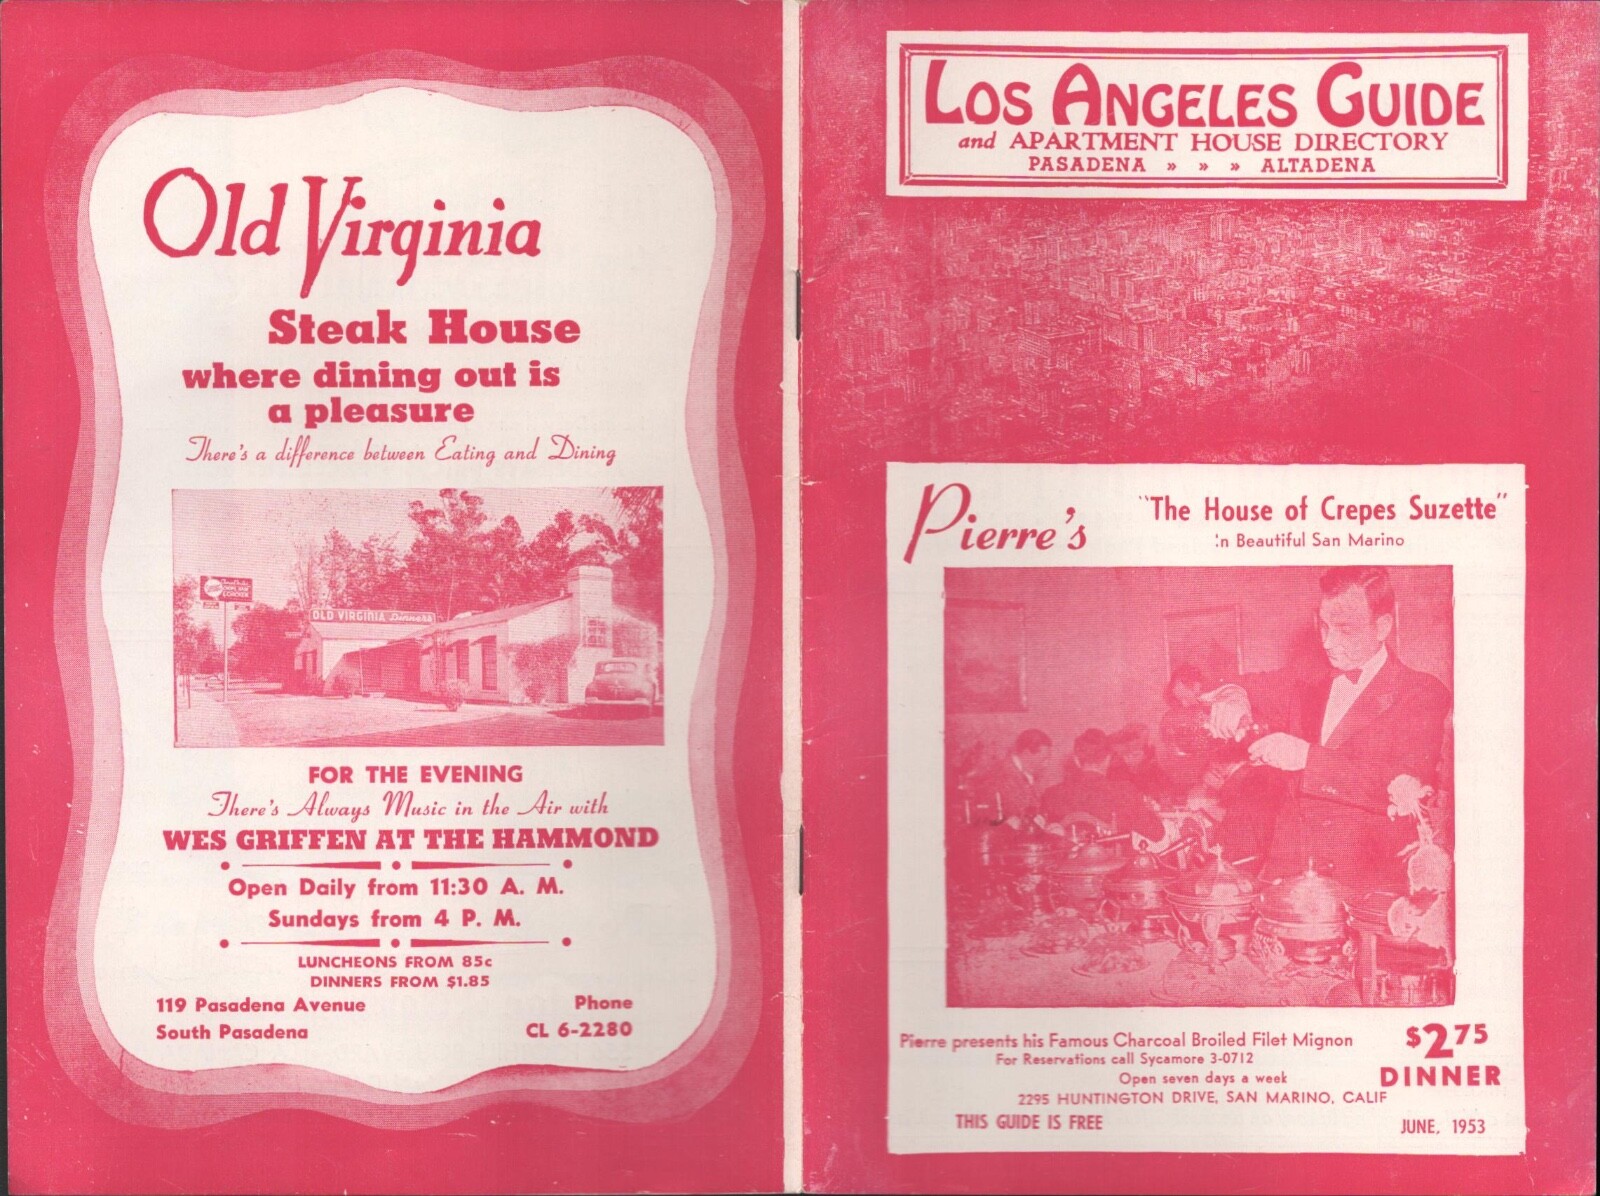 Old Virginia
Steak House
where dining out is
a pleasure
There's a difference between Eating and Dining
OLD VIRGINIA Dinners
FOR THE EVENING
There's Always Music in the Air with
WES GRIFFEN AT THE HAMMOND
Open Daily from 11:30 A. M.
Sundays from 4 P. M.
LUNCHEONS FROM 85c
DINNERS FROM $1.85
119 Pasadena Avenue
South Pasadena
Phone
CL 6-2280
LOS ANGELES GUIDE
and APARTMENT HOUSE DIRECTORY
PASADENA » » » ALTADENA
Pierre's
"The House of Crepes Suzette"
:n Beautiful San Marino
Pierre presents his Famous Charcoal Broiled Filet Mignon
For Reservations call Sycamore 3-0712
Open seven days a week
2295 HUNTINGTON DRIVE, SAN MARINO, CALIF
$2 75
DINNER
THIS GUIDE IS FREE
JUNE, 1953